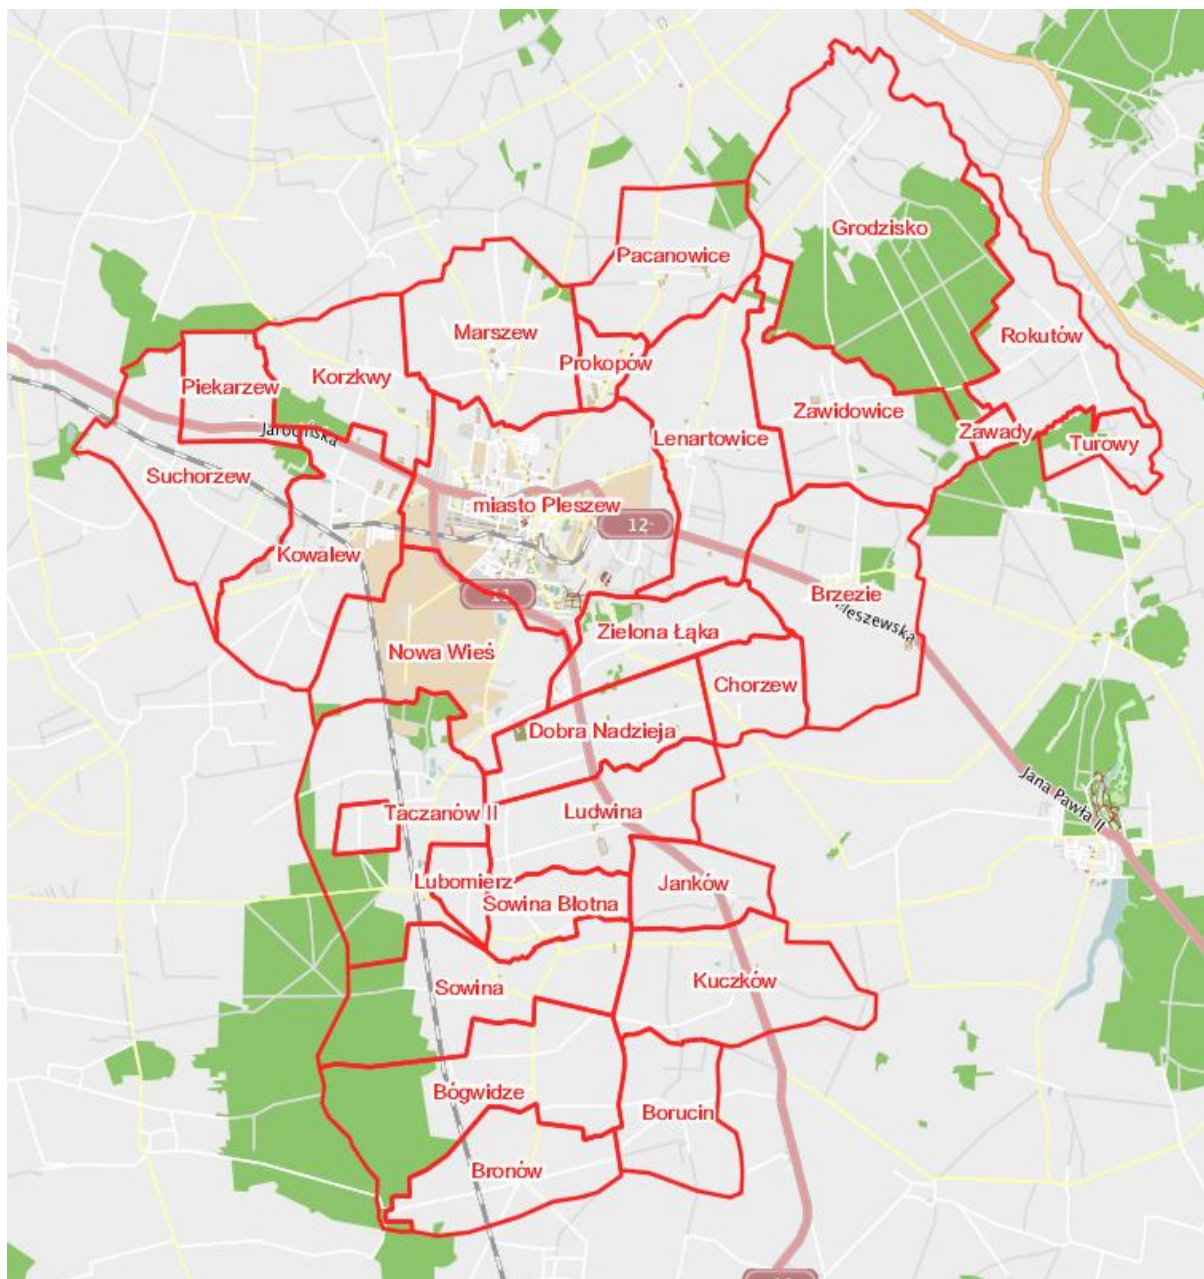 Grodzisko
Pacanowice
Rokutów
Marszew
Prokopów
Korzkwy
Piekarzew
Zawidowice
Jarocińska
Lenartowice
Zawady
Turowy
Suchorzew
miasto Pleszew
12
Kowalew
Brzezie
Pleszewska
Zielona Łąka
Nowa Wieś
Chorzew
Dobra Nadzieja
Jana Pawła II
Taczanów II
Ludwina
Lubomierz
Janków
Sowina Błotna
Kuczków
Sowina
Bógwidze
Borucin
Bronów